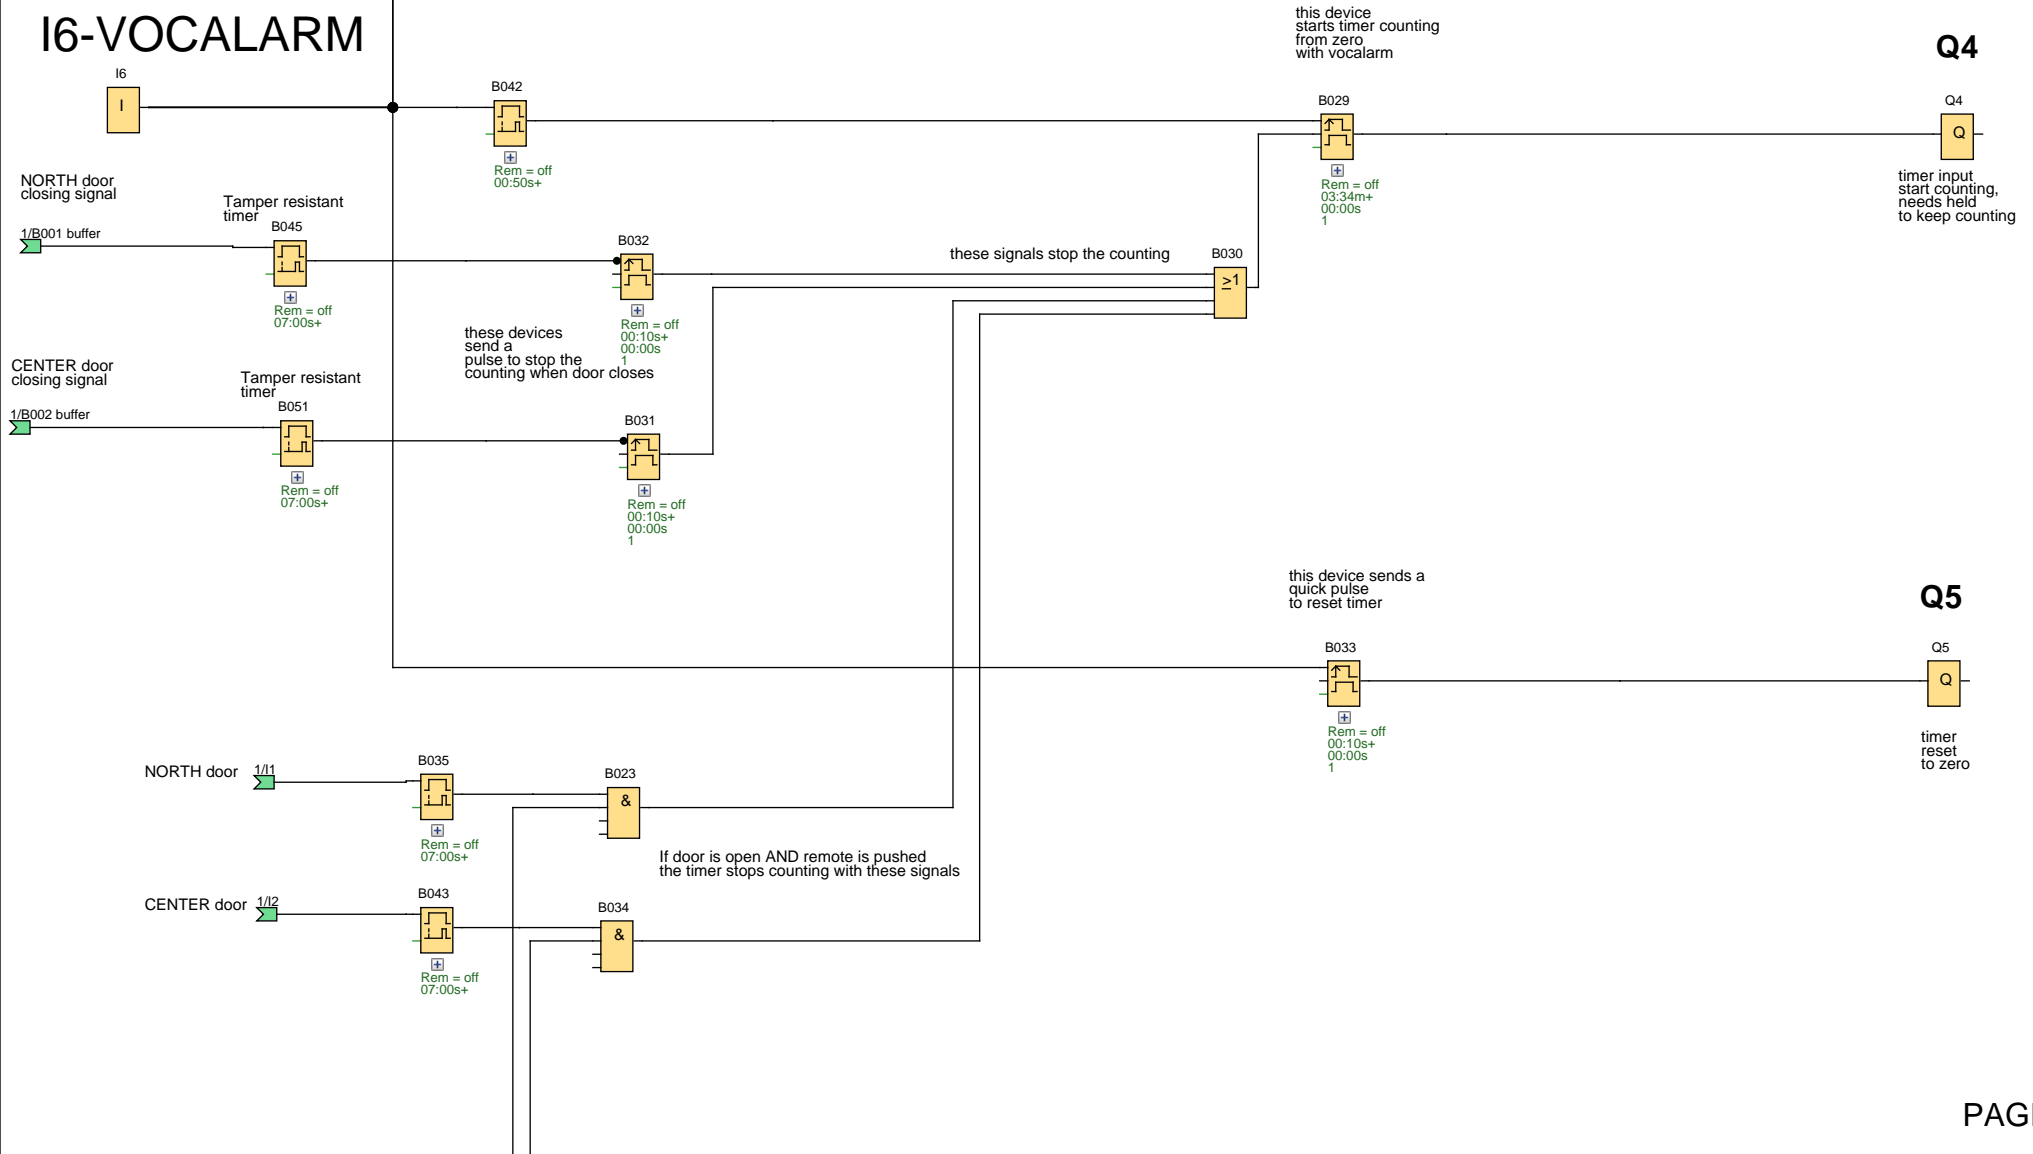 I6-VOCALARM
this device
starts timer counting
from zero
with vocalarm
Q4
I6
I
B042
Rem = off
00:50s+
B029
Rem = off
03:34m+
00:00s
1
Q4
Q
timer input
start counting,
needs held
to keep counting
NORTH door
closing signal
1/B001 buffer
Tamper resistant
timer
B045
Rem = off
07:00s+
B032
Rem = off
00:10s+
00:00s
1
these signals stop the counting
B030
≥1
these devices
send a
pulse to stop the
counting when door closes
CENTER door
closing signal
1/B002 buffer
Tamper resistant
timer
B051
Rem = off
07:00s+
B031
Rem = off
00:10s+
00:00s
1
this device sends a
quick pulse
to reset timer
Q5
B033
Rem = off
00:10s+
00:00s
1
Q5
Q
timer
reset
to zero
NORTH door
1/I1
B035
Rem = off
07:00s+
B023
&
If door is open AND remote is pushed
the timer stops counting with these signals
CENTER door
1/I2
B043
Rem = off
07:00s+
B034
&